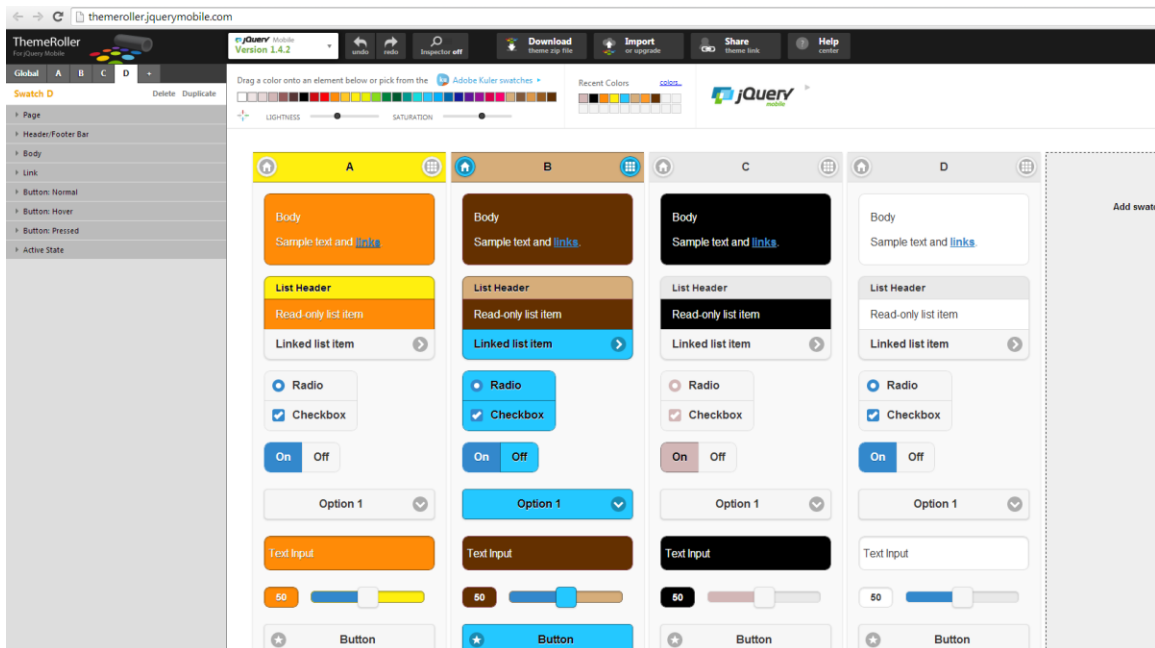 themeroller.jquerymobile.com
ThemeRoller
For jQuery Mobile
jQuery Mobile
Version 1.4.2
undo
redo
Inspector off
Download
theme zip file
Import
or upgrade
Share
theme link
Help
center
Global A B C D +
Swatch D Delete Duplicate
Page
Header/Footer Bar
Body
Link
Button: Normal
Button: Hover
Button: Pressed
Active State
Drag a color onto an element below or pick from the ku Adobe Kuler swatches
LIGHTNESS SATURATION
Recent Colors colors...
jQuery
mobile
A B C D
Body Body Body Body
Sample text and links. Sample text and links. Sample text and links. Sample text and links.
List Header List Header List Header List Header
Read-only list item Read-only list item Read-only list item Read-only list item
Linked list item Linked list item Linked list item Linked list item
Radio Radio Radio Radio
Checkbox Checkbox Checkbox Checkbox
On Off On Off On Off On Off
Option 1 Option 1 Option 1 Option 1
Text Input Text Input Text Input Text Input
50 50 50 50
Button Button Button Button
Add swatc